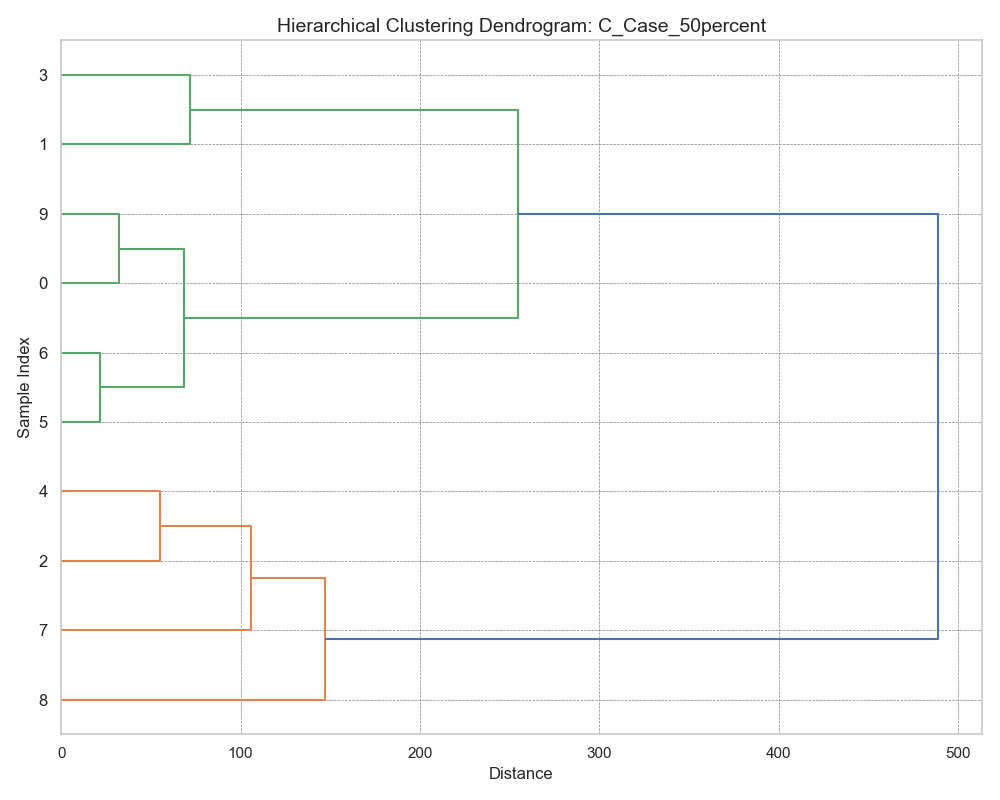 Hierarchical Clustering Dendrogram: C_Case_50percent
3
1
9
0
6
5
4
2
7
8
Sample Index
0 100 200 300 400 500
Distance